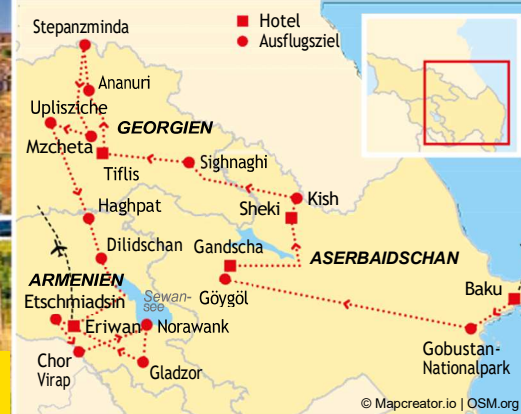 Stepanzminda
Hotel
Ausflugsziel
Ananuri
Uplisziche
GEORGIEN
Mzcheta
Tiflis
Sighnaghi
Kish
Sheki
Haghpat
Gandscha
Dilidschan
ASERBAIDSCHAN
ARMENIEN
Göygöl
Baku
Etschmiadsin
Sewan-
see
Eriwan
Norawank
Gobustan-
Nationalpark
Chor
Virap
Gladzor
© Mapcreator.io | OSM.org